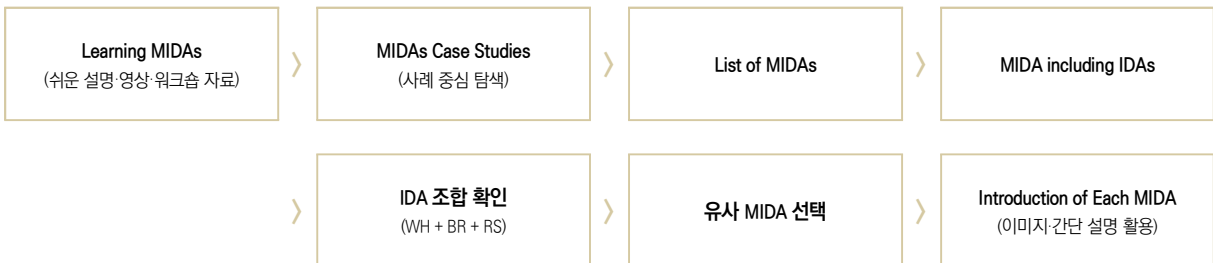 Learning MIDAs
(쉬운 설명·영상·워크숍 자료)
〉
MIDAs Case Studies
(사례 중심 탐색)
〉
List of MIDAs
〉
MIDA including IDAs
〉
IDA 조합 확인
(WH + BR + RS)
〉
유사 MIDA 선택
〉
Introduction of Each MIDA
(이미지·간단 설명 활용)